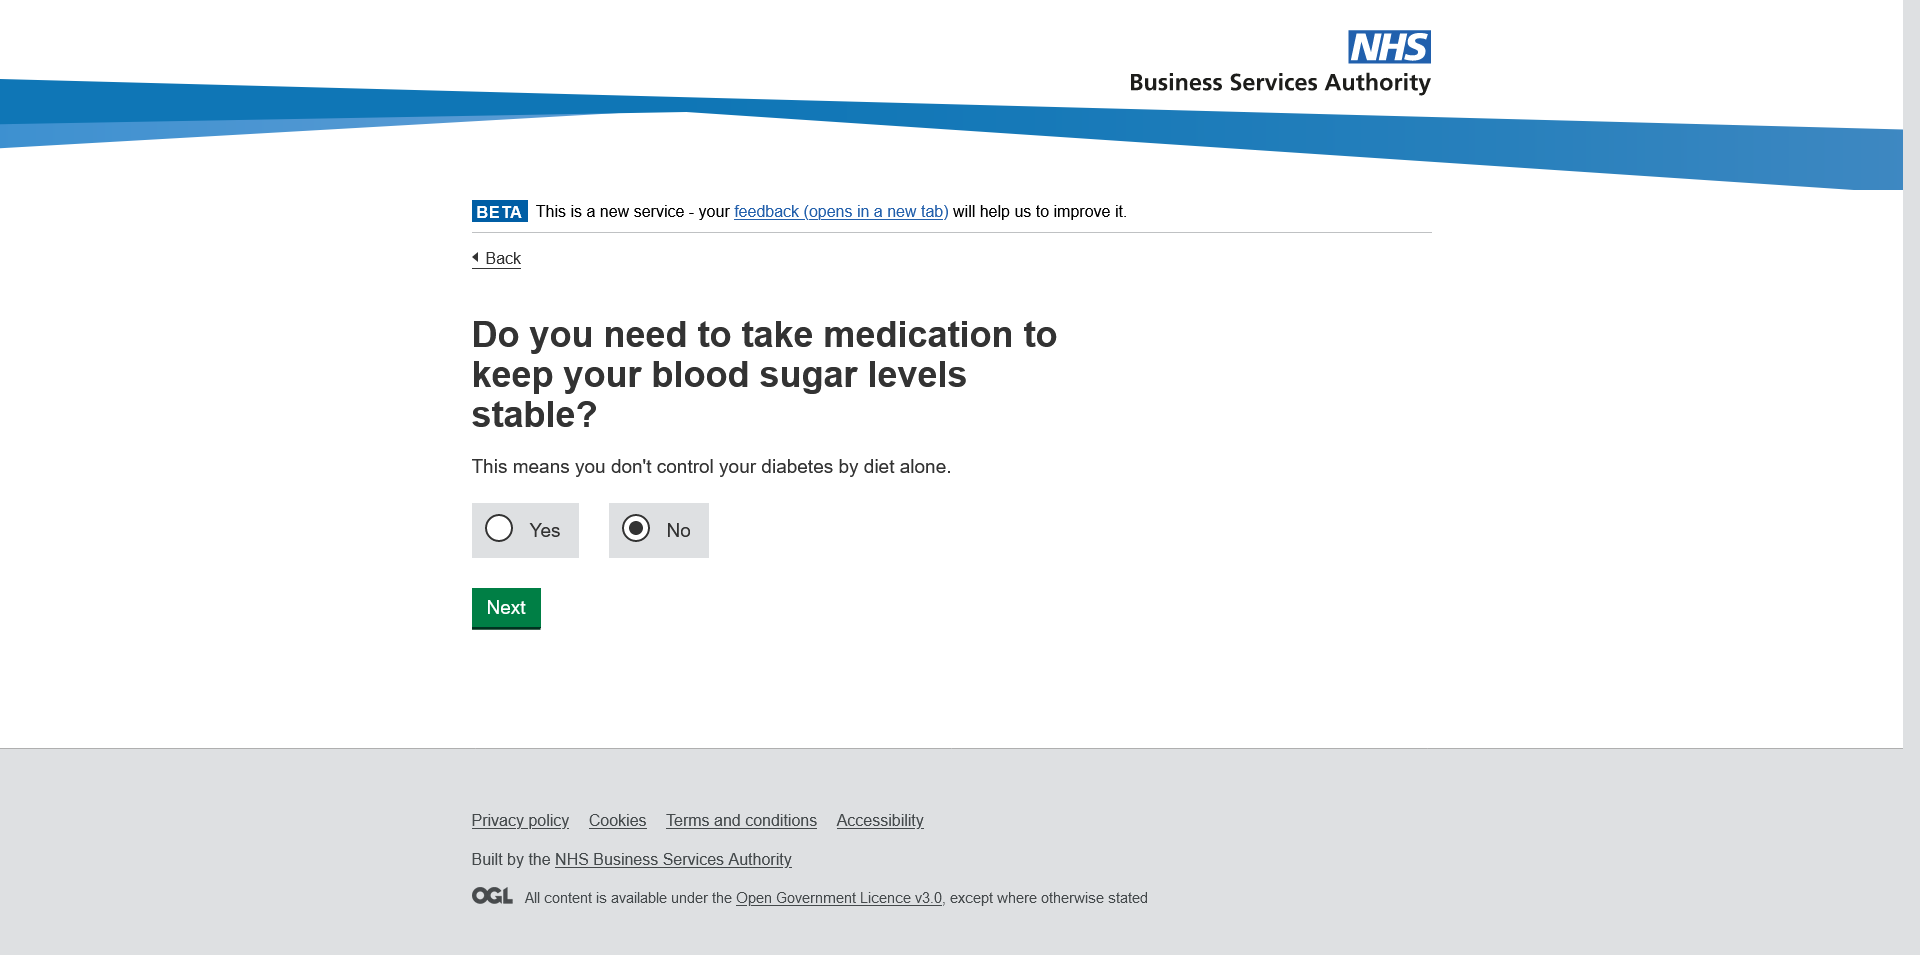 NHS
Business Services Authority
BETA This is a new service - your feedback (opens in a new tab) will help us to improve it.
Back
Do you need to take medication to
keep your blood sugar levels
stable?
This means you don't control your diabetes by diet alone.
Yes No
Next
Privacy policy Cookies Terms and conditions Accessibility
Built by the NHS Business Services Authority
OGL All content is available under the Open Government Licence v3.0, except where otherwise stated